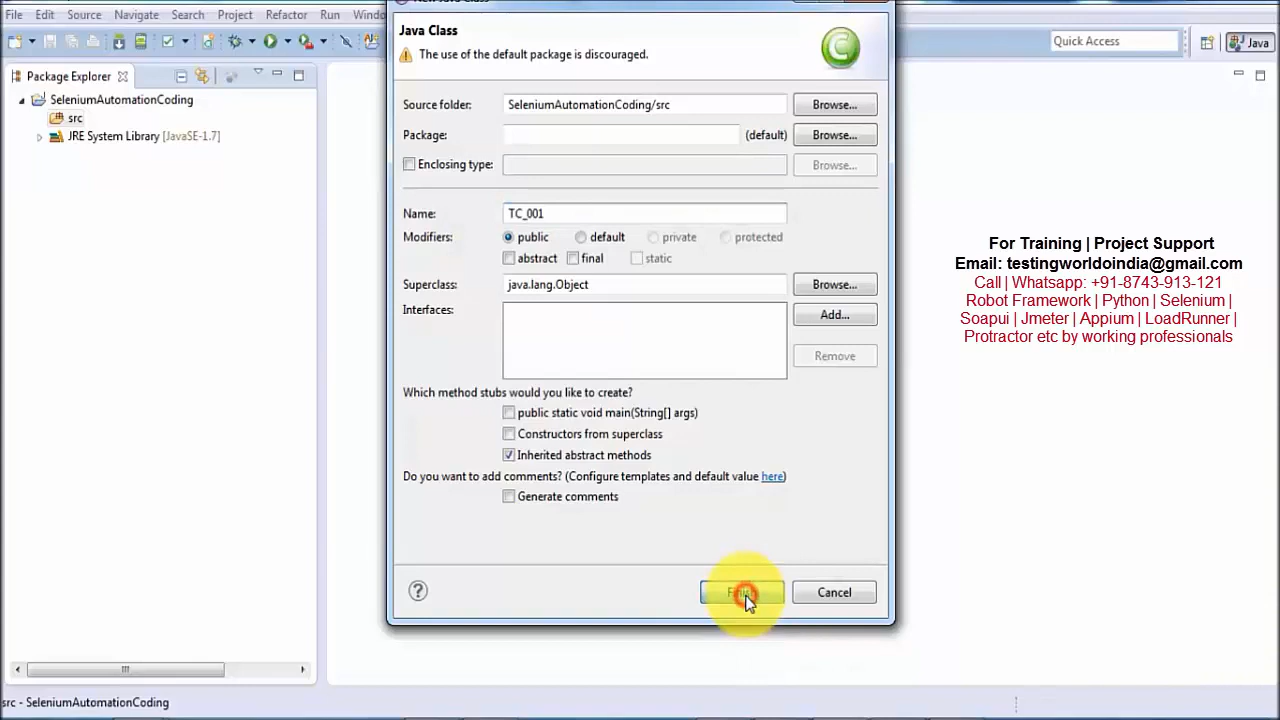 File Edit Source Navigate Search Project Refactor Run
Quick Access
Java
Package Explorer
SeleniumAutomationCoding
src
JRE System Library [JavaSE-1.7]
Java Class
The use of the default package is discouraged.
Source folder: SeleniumAutomationCoding/src Browse...
Package: (default) Browse...
Enclosing type: Browse...
Name: TC_001
Modifiers: public default private protected
abstract final static
Superclass: java.lang.Object Browse...
Interfaces: Add...
Remove
Which method stubs would you like to create?
public static void main(String[] args)
Constructors from superclass
Inherited abstract methods
Do you want to add comments? (Configure templates and default value here)
Generate comments
Cancel
For Training | Project Support
Email: testingworldoindia@gmail.com
Call | Whatsapp: +91-8743-913-121
Robot Framework | Python | Selenium |
Soapui | Jmeter | Appium | LoadRunner |
Protractor etc by working professionals
src - SeleniumAutomationCoding